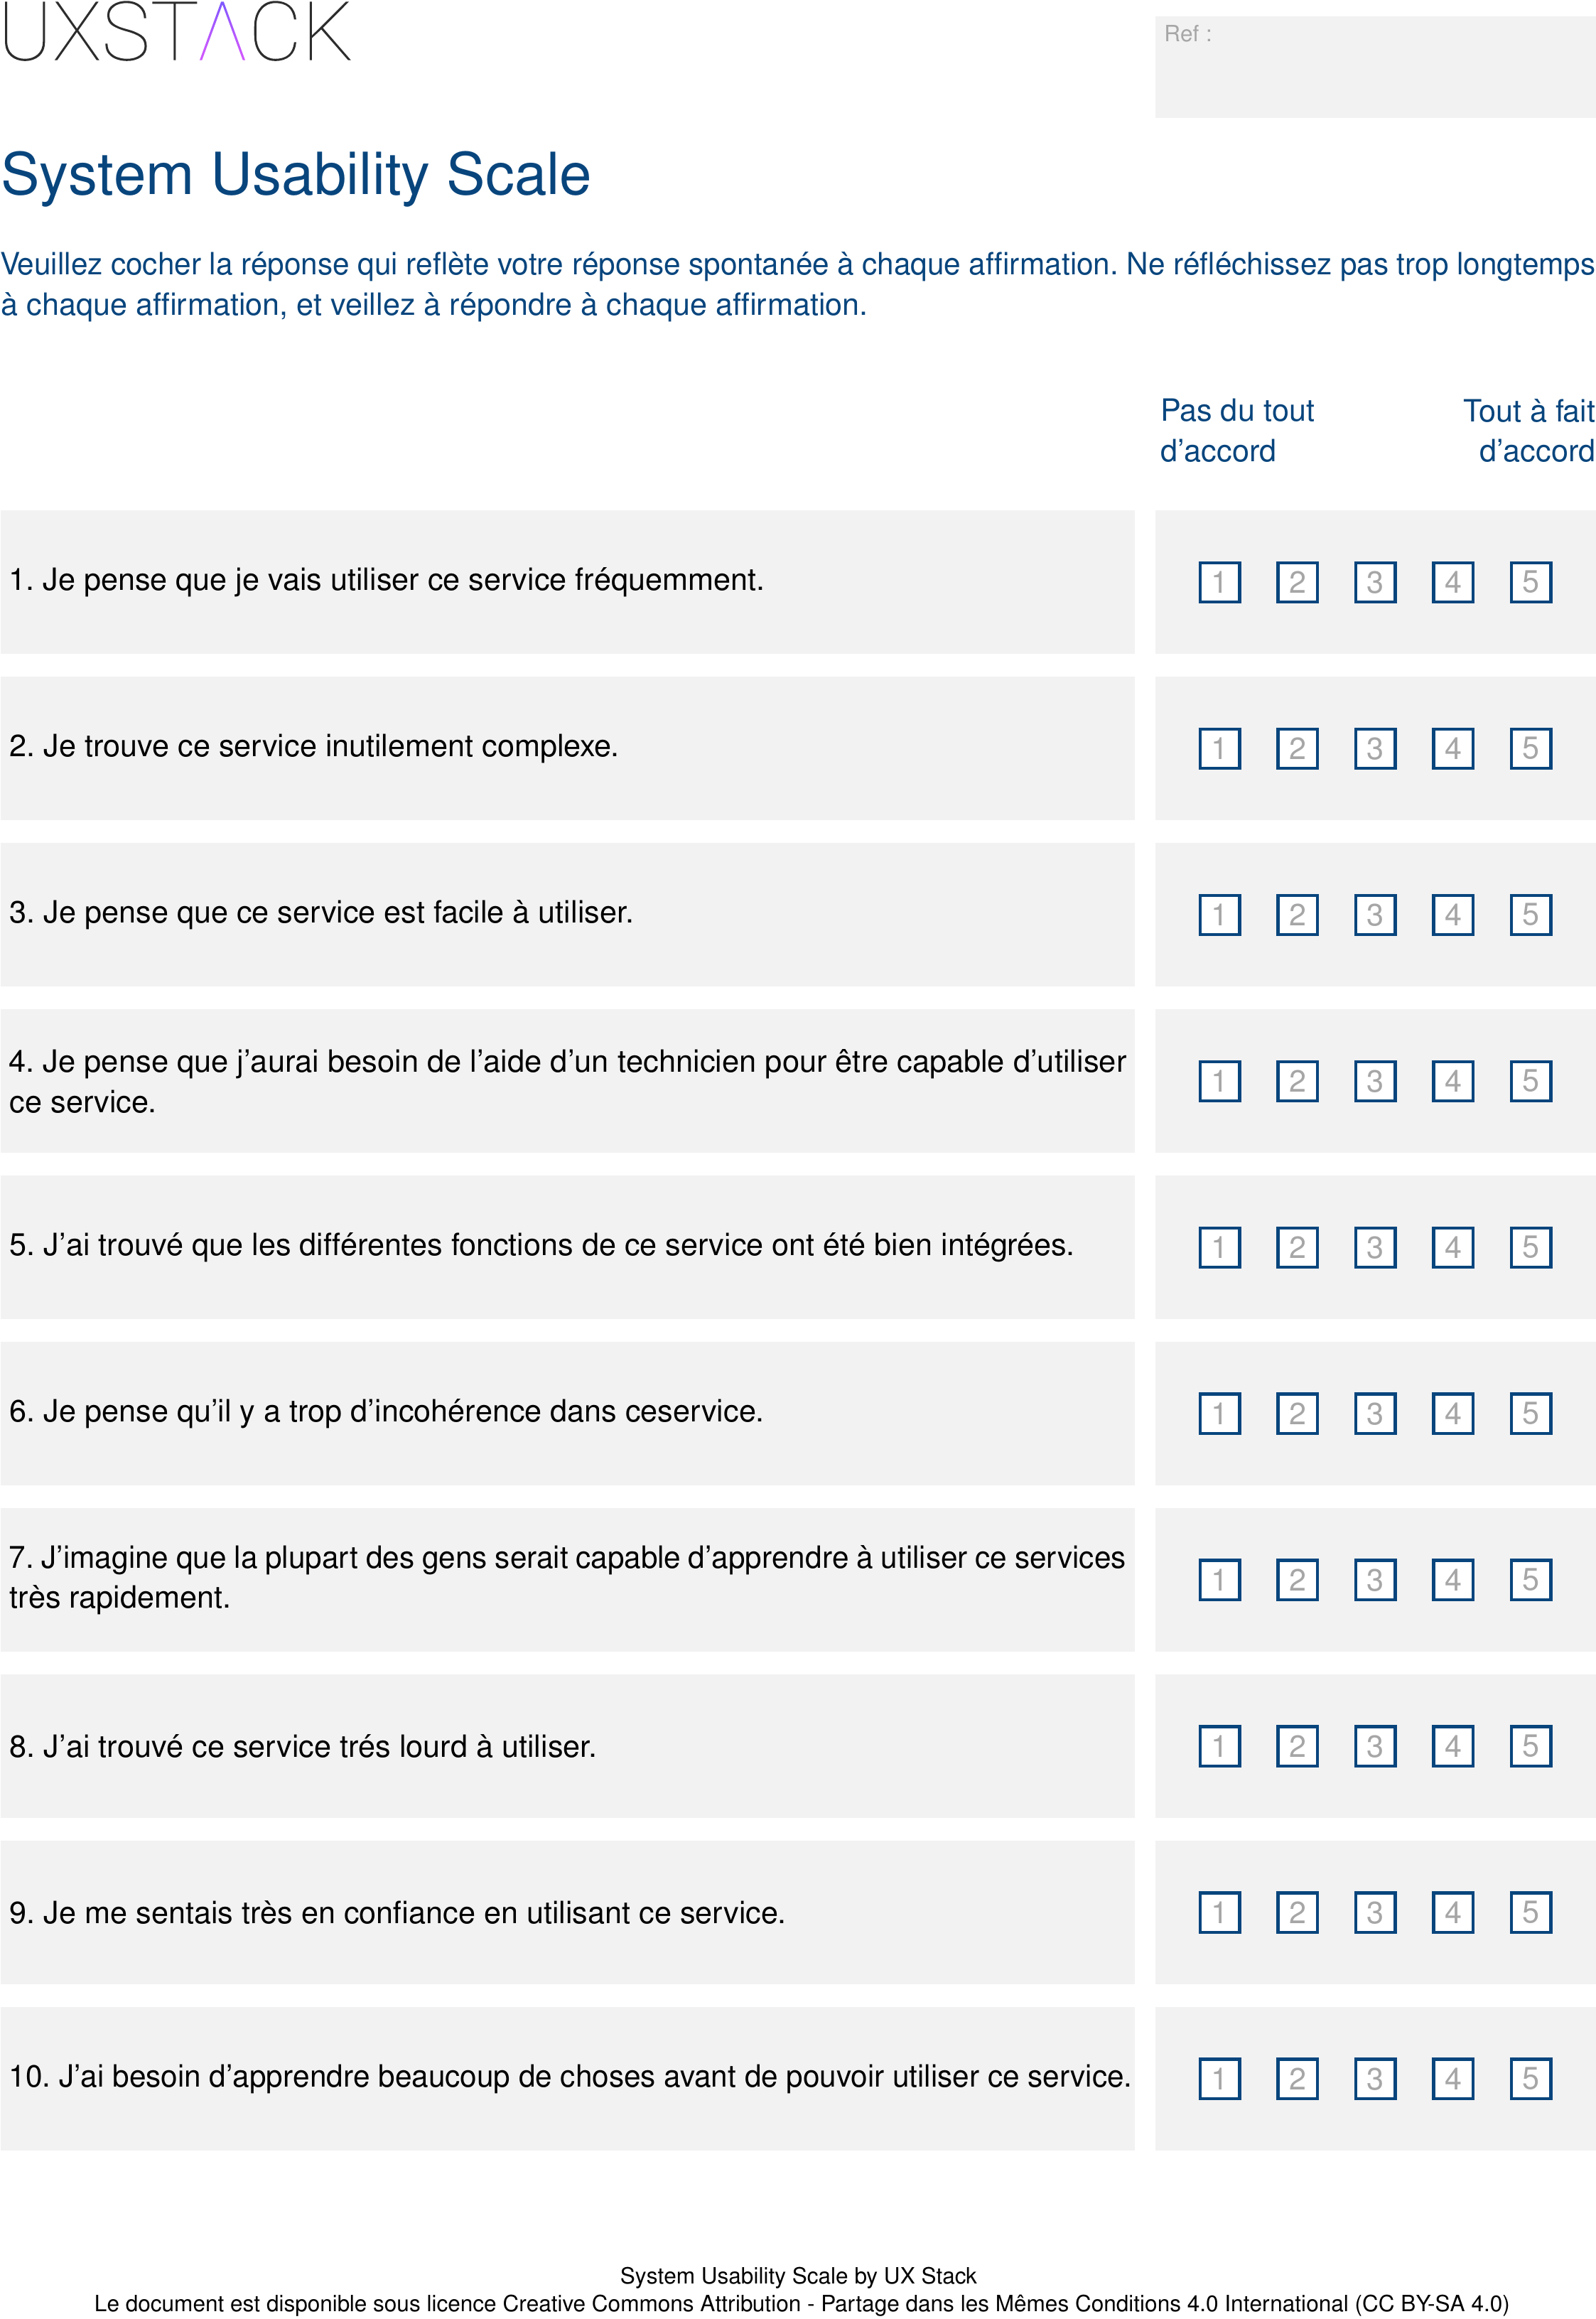 UXSTACK
Ref :
System Usability Scale
Veuillez cocher la réponse qui reflète votre réponse spontanée à chaque affirmation. Ne réfléchissez pas trop longtemps
à chaque affirmation, et veillez à répondre à chaque affirmation.
Pas du tout Tout à fait
d'accord d'accord
1. Je pense que je vais utiliser ce service fréquemment. 1 2 3 4 5
2. Je trouve ce service inutilement complexe. 1 2 3 4 5
3. Je pense que ce service est facile à utiliser. 1 2 3 4 5
4. Je pense que j'aurai besoin de l'aide d'un technicien pour être capable d'utiliser
ce service. 1 2 3 4 5
5. J'ai trouvé que les différentes fonctions de ce service ont été bien intégrées. 1 2 3 4 5
6. Je pense qu'il y a trop d'incohérence dans ceservice. 1 2 3 4 5
7. J'imagine que la plupart des gens serait capable d'apprendre à utiliser ce services
très rapidement. 1 2 3 4 5
8. J'ai trouvé ce service trés lourd à utiliser. 1 2 3 4 5
9. Je me sentais très en confiance en utilisant ce service. 1 2 3 4 5
10. J'ai besoin d'apprendre beaucoup de choses avant de pouvoir utiliser ce service. 1 2 3 4 5
System Usability Scale by UX Stack
Le document est disponible sous licence Creative Commons Attribution - Partage dans les Mêmes Conditions 4.0 International (CC BY-SA 4.0)